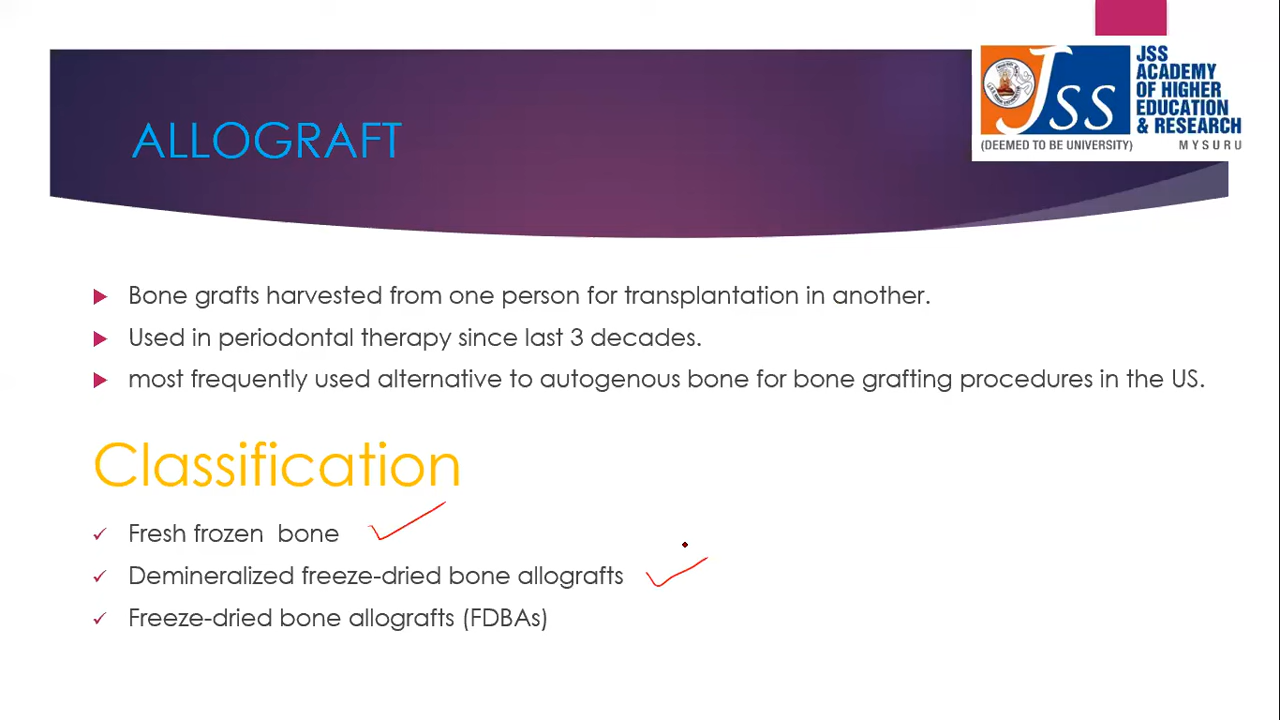 JSS
JSS
ACADEMY
OF HIGHER
EDUCATION
& RESEARCH
(DEEMED TO BE UNIVERSITY) MYSURU
ALLOGRAFT
Bone grafts harvested from one person for transplantation in another.
Used in periodontal therapy since last 3 decades.
most frequently used alternative to autogenous bone for bone grafting procedures in the US.
Classification
Fresh frozen bone
Demineralized freeze-dried bone allografts
Freeze-dried bone allografts (FDBAs)